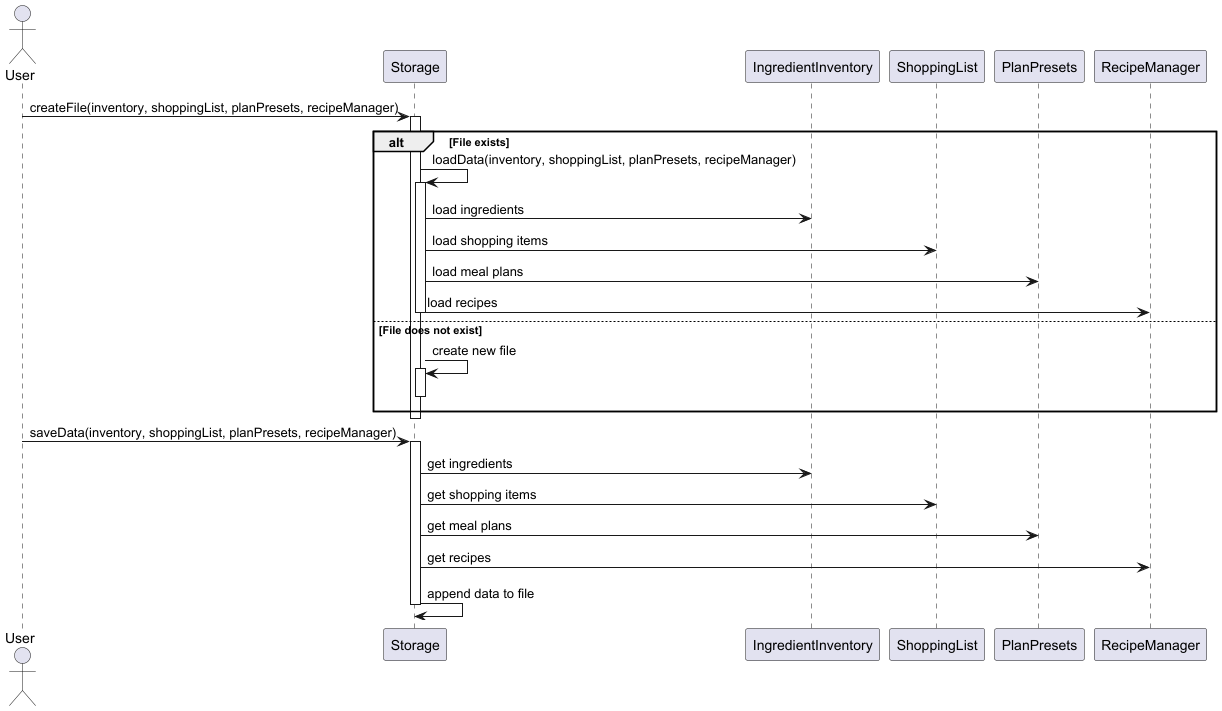 User
Storage
IngredientInventory
ShoppingList
PlanPresets
RecipeManager
createFile(inventory, shoppingList, planPresets, recipeManager)
alt
[File exists]
loadData(inventory, shoppingList, planPresets, recipeManager)
load ingredients
load shopping items
load meal plans
load recipes
[File does not exist]
create new file
saveData(inventory, shoppingList, planPresets, recipeManager)
get ingredients
get shopping items
get meal plans
get recipes
append data to file
User
Storage
IngredientInventory
ShoppingList
PlanPresets
RecipeManager